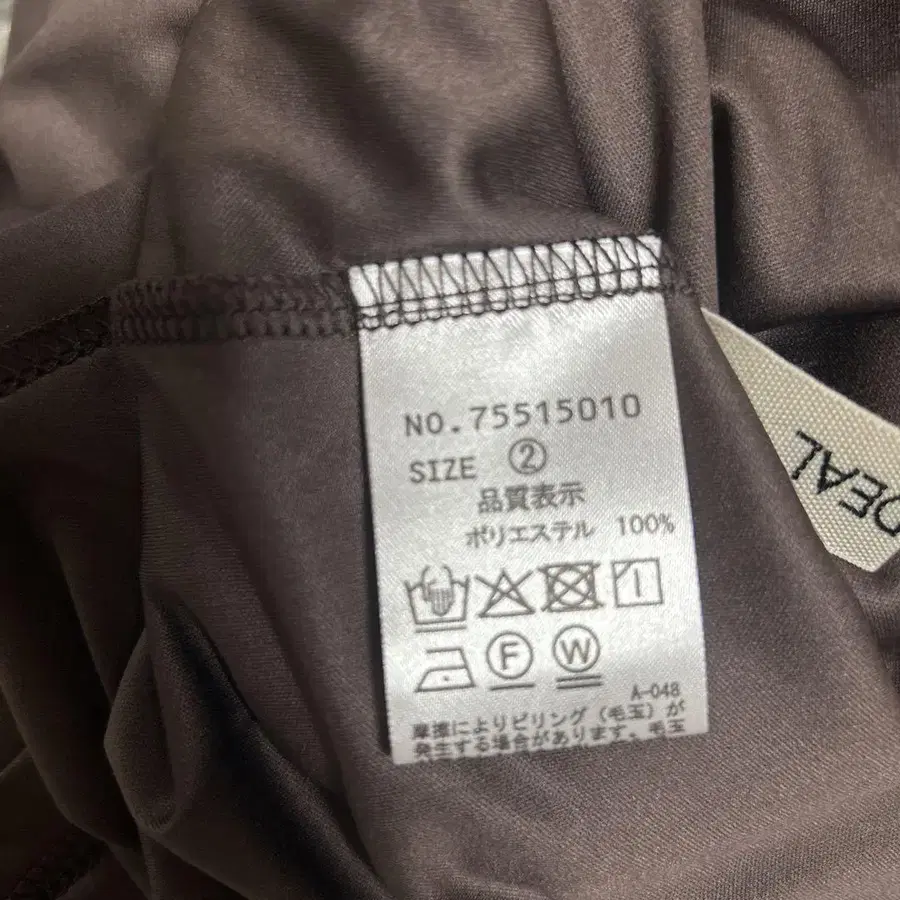 NO.75515010
SIZE ②
品質表示
ポリエステル 100%
F W
A-048
摩擦によりピリング(毛玉)が
発生する場合があります。毛玉
DEAL